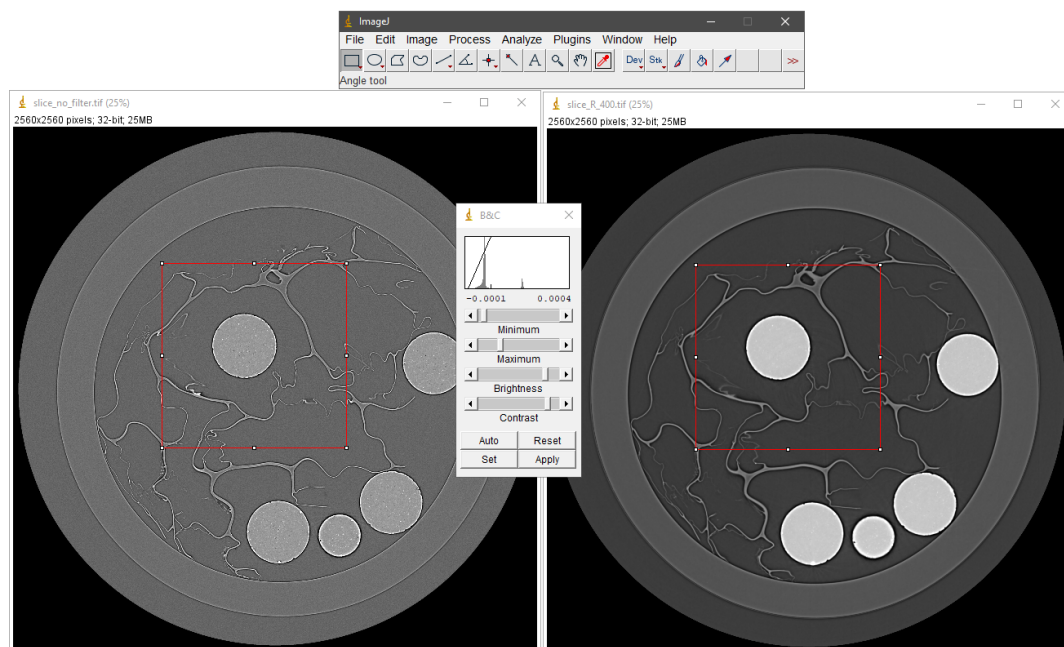 ImageJ
File Edit Image Process Analyze Plugins Window Help
A Dev Stk >>
Angle tool
slice_no_filter.tif (25%)
2560x2560 pixels; 32-bit; 25MB
slice_R_400.tif (25%)
2560x2560 pixels; 32-bit; 25MB
B&C
-0.0001 0.0004
Minimum
Maximum
Brightness
Contrast
Auto Reset
Set Apply